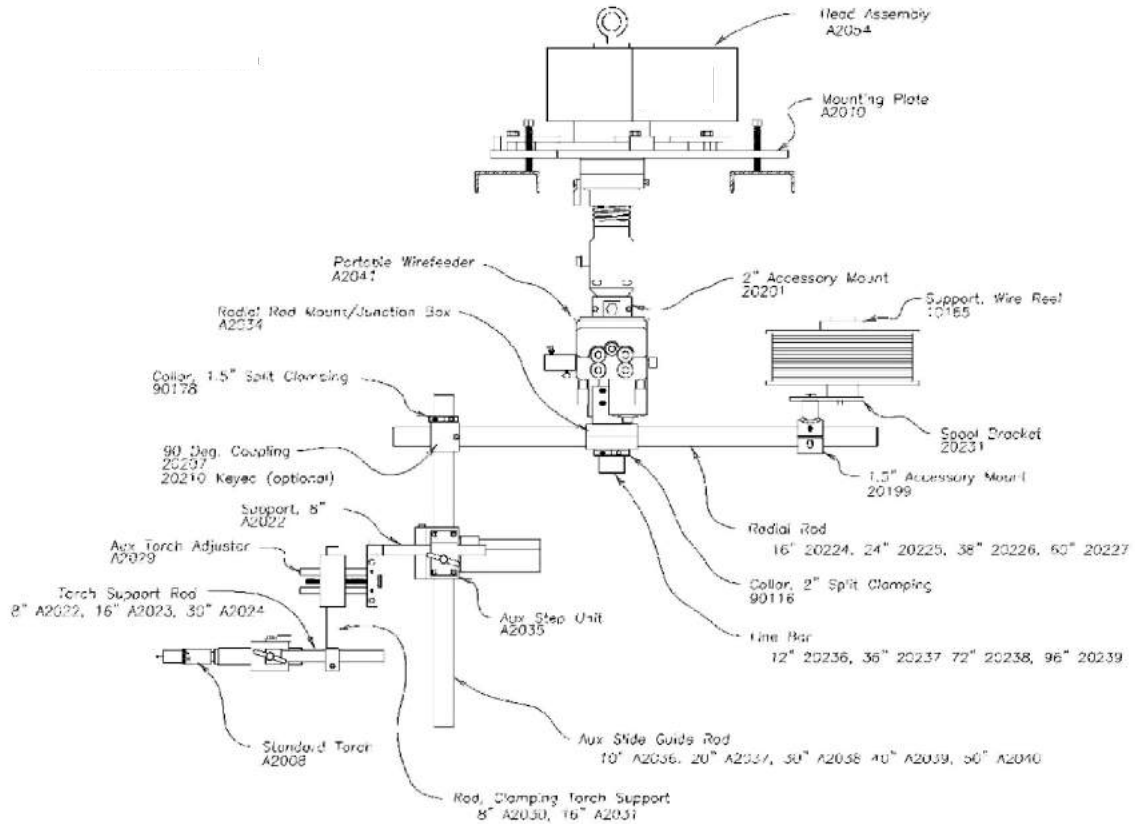 Head Assembly
A2054
Mounting Plate
A2010
Portable Wirefeeder
A2041
2" Accessory Mount
20201
Support, Wire Reel
10165
Radial Rod Mount/Junction Box
A2034
Collar, 1.5" Split Clamping
90178
Spool Bracket
20231
90 Deg. Coupling
20207
20210 Keyed (optional)
1.5" Accessory Mount
20199
Support, 8"
A2022
Radial Rod
16" 20224, 24" 20225, 38" 20226, 60" 20227
Aux Torch Adjuster
A2029
Collar, 2" Split Clamping
90116
Torch Support Rod
8" A2022, 16" A2023, 30" A2024
Aux Step Unit
A2035
Line Bar
12" 20236, 36" 20237 72" 20238, 96" 20239
Standard Torch
A2008
Aux Slide Guide Rod
10" A2036, 20" A2037, 30" A2038 40" A2039, 50" A2040
Rod, Clamping Torch Support
8" A2030, 16" A2031